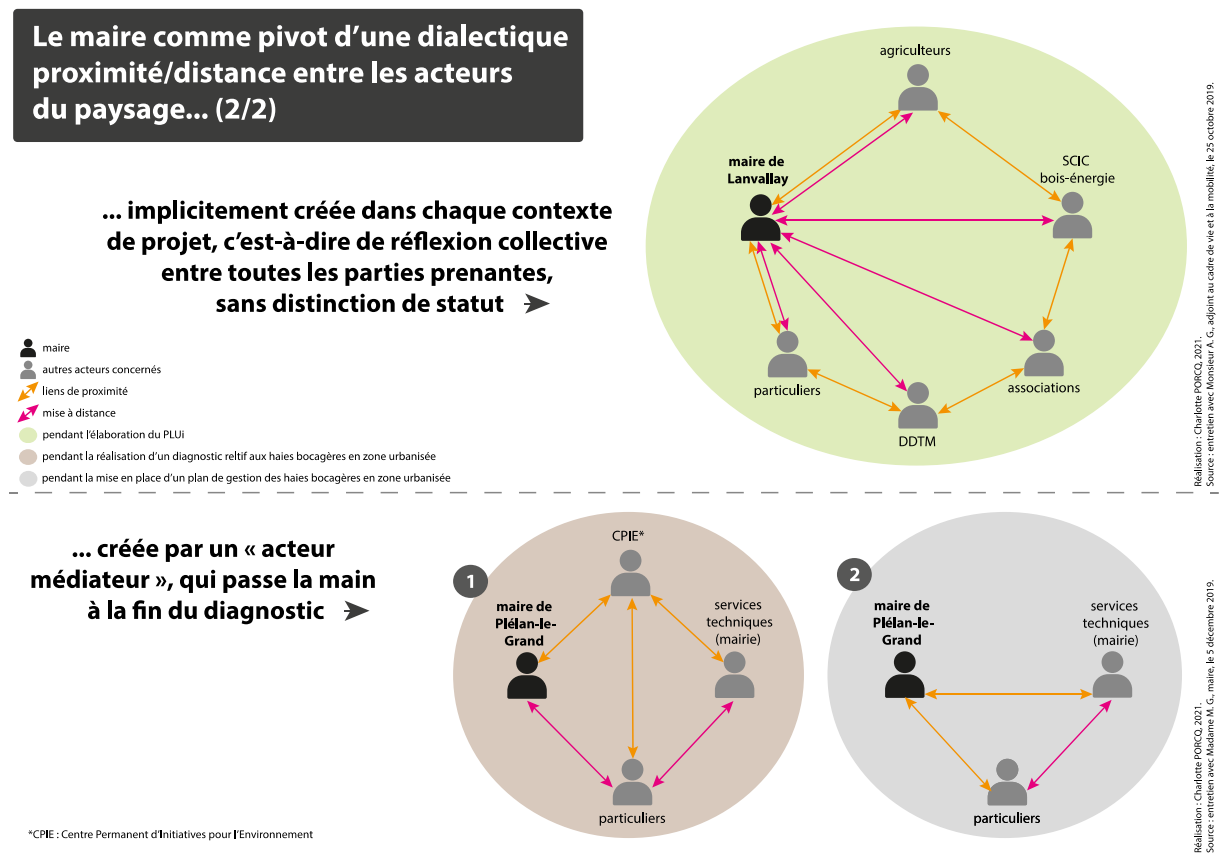 Le maire comme pivot d’une dialectique
proximité/distance entre les acteurs
du paysage... (2/2)
... implicitement créée dans chaque contexte
de projet, c’est-à-dire de réflexion collective
entre toutes les parties prenantes,
sans distinction de statut
agriculteurs
maire de
Lanvallay
SCIC
bois-énergie
particuliers
associations
DDTM
maire
autres acteurs concernés
liens de proximité
mise à distance
pendant l’élaboration du PLUi
pendant la réalisation d’un diagnostic reltif aux haies bocagères en zone urbanisée
pendant la mise en place d’un plan de gestion des haies bocagères en zone urbanisée
Réalisation : Charlotte PORCQ, 2021.
Source : entretien avec Monsieur A. G., adjoint au cadre de vie et à la mobilité, le 25 octobre 2019.
... créée par un « acteur
médiateur », qui passe la main
à la fin du diagnostic
1
CPIE*
maire de
Plélan-le-
Grand
services
techniques
(mairie)
particuliers
2
maire de
Plélan-le-
Grand
services
techniques
(mairie)
particuliers
*CPIE : Centre Permanent d’Initiatives pour l’Environnement
Réalisation : Charlotte PORCQ, 2021.
Source : entretien avec Madame M. G., maire, le 5 décembre 2019.